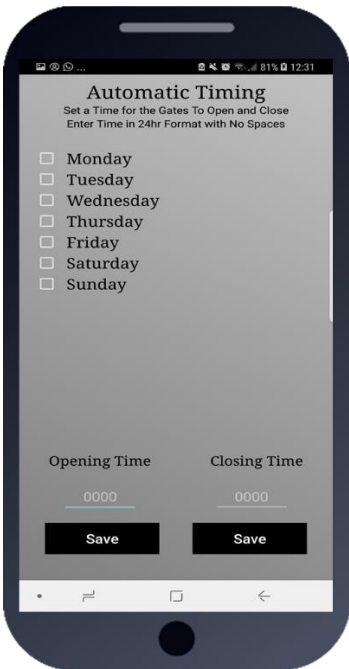 ... 81% 12:31
Automatic Timing
Set a Time for the Gates To Open and Close
Enter Time in 24hr Format with No Spaces
Monday
Tuesday
Wednesday
Thursday
Friday
Saturday
Sunday
Opening Time Closing Time
0000 0000
Save Save